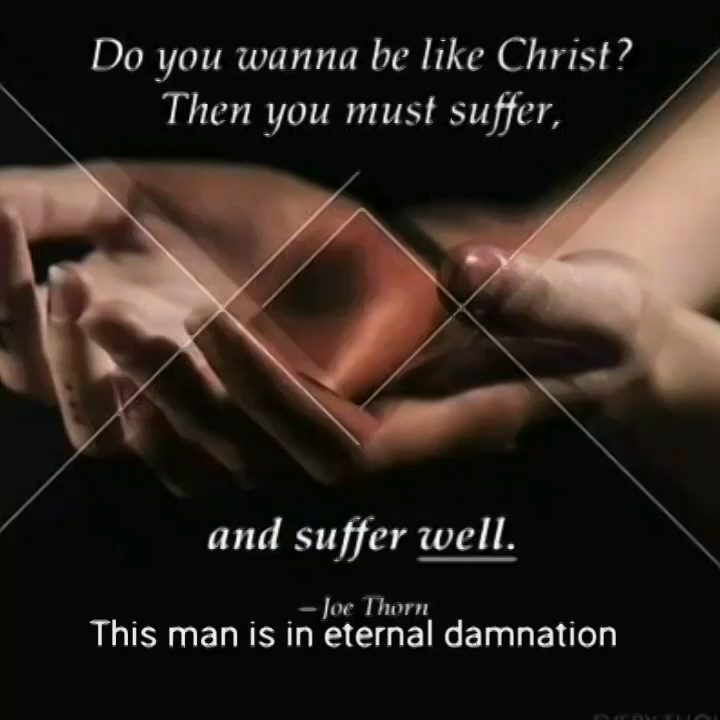 Do you wanna be like Christ?
Then you must suffer,
and suffer well.
– Joe Thorn
This man is in eternal damnation